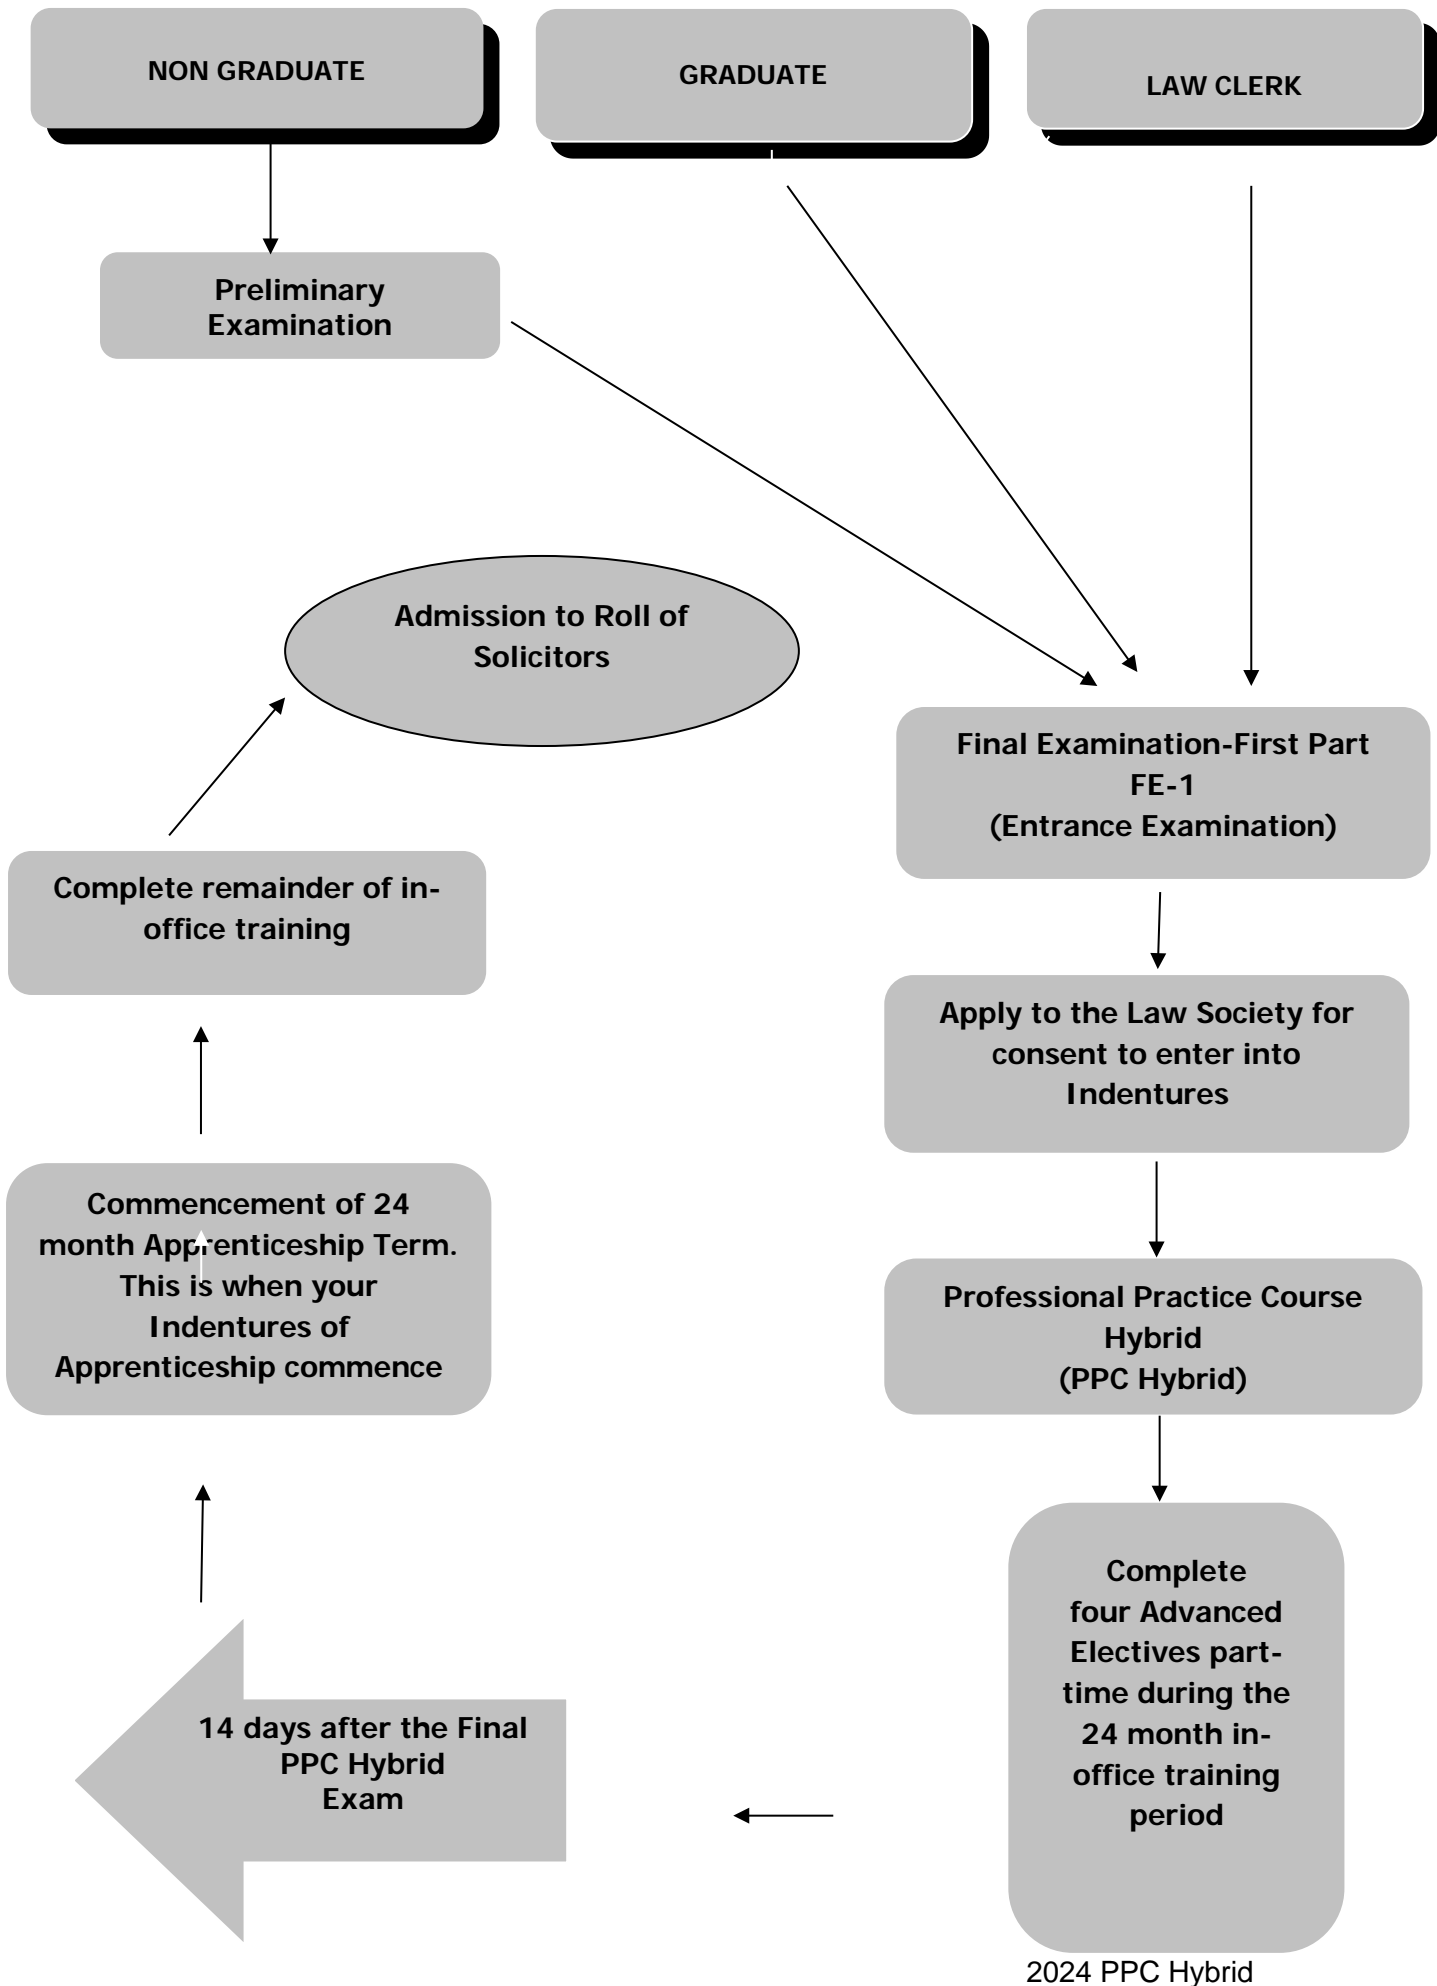 NON GRADUATE
GRADUATE
LAW CLERK
Preliminary
Examination
Admission to Roll of
Solicitors
Final Examination-First Part
FE-1
(Entrance Examination)
Complete remainder of in-
office training
Apply to the Law Society for
consent to enter into
Indentures
Commencement of 24
month Apprenticeship Term.
This is when your
Indentures of
Apprenticeship commence
Professional Practice Course
Hybrid
(PPC Hybrid)
Complete
four Advanced
Electives part-
time during the
24 month in-
office training
period
14 days after the Final
PPC Hybrid
Exam
2024 PPC Hybrid